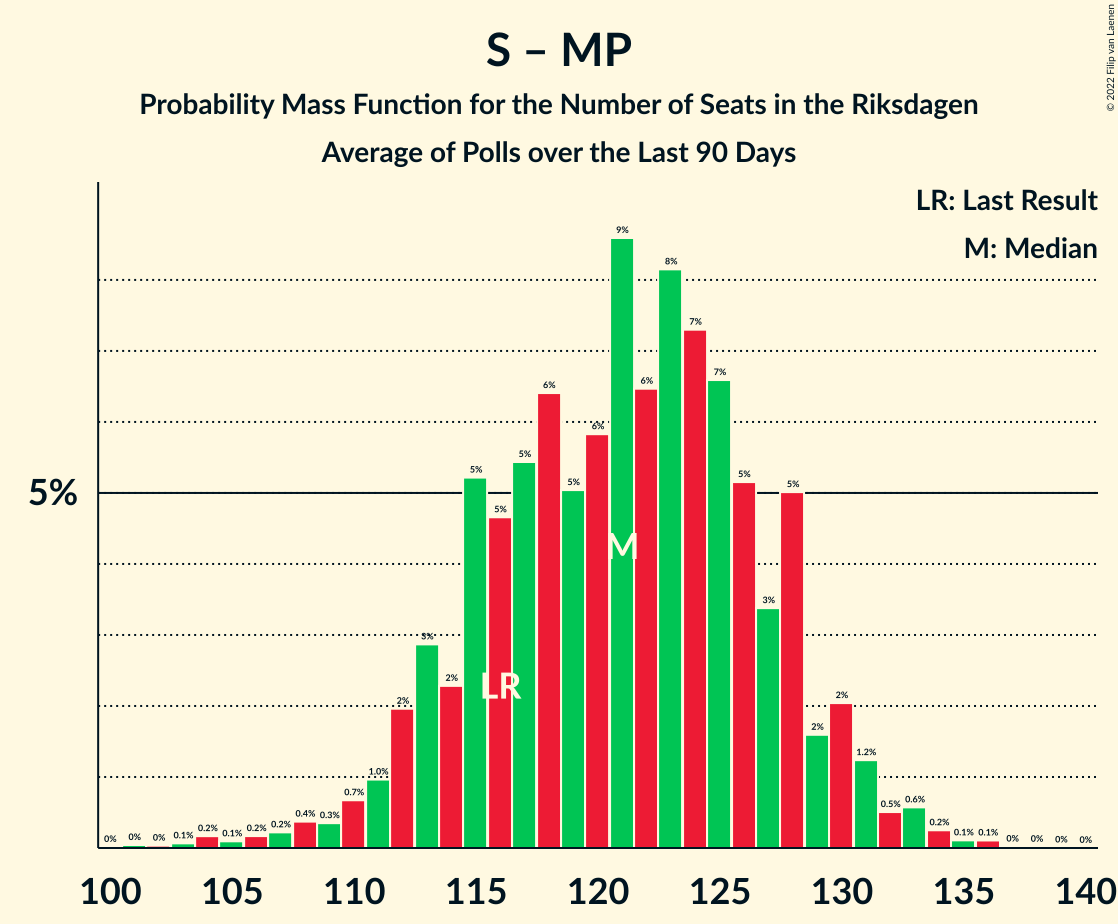 © 2022 Filip van Laenen
S – MP
Probability Mass Function for the Number of Seats in the Riksdagen
Average of Polls over the Last 90 Days
LR: Last Result
M: Median
5%
0% 0% 0% 0.1% 0.2% 0.1% 0.2% 0.2% 0.4% 0.3% 0.7% 1.0% 2% 3% 2% 5% 5% 5% 6% 5% 6% 9% 6% 8% 7% 7% 5% 3% 5% 2% 2% 1.2% 0.5% 0.6% 0.2% 0.1% 0.1% 0% 0% 0% 0%
M
LR
100 105 110 115 120 125 130 135 140